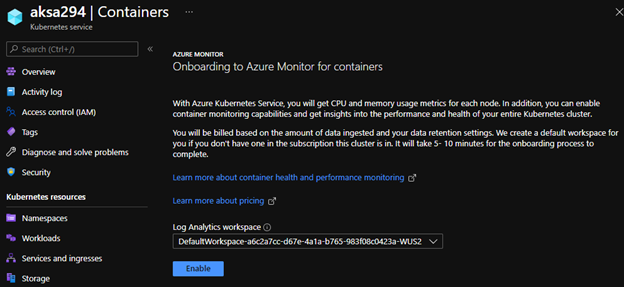 aksa294 | Containers ...
Kubernetes service
Search (Ctrl+/)
«
Overview
Activity log
Access control (IAM)
Tags
Diagnose and solve problems
Security
Kubernetes resources
Namespaces
Workloads
Services and ingresses
Storage
AZURE MONITOR
Onboarding to Azure Monitor for containers
With Azure Kubernetes Service, you will get CPU and memory usage metrics for each node. In addition, you can enable
container monitoring capabilities and get insights into the performance and health of your entire Kubernetes cluster.
You will be billed based on the amount of data ingested and your data retention settings. We create a default workspace for
you if you don't have one in the subscription this cluster is in. It will take 5- 10 minutes for the onboarding process to
complete.
Learn more about container health and performance monitoring
Learn more about pricing
Log Analytics workspace
DefaultWorkspace-a6c2a7cc-d67e-4a1a-b765-983f08c0423a-WUS2
Enable